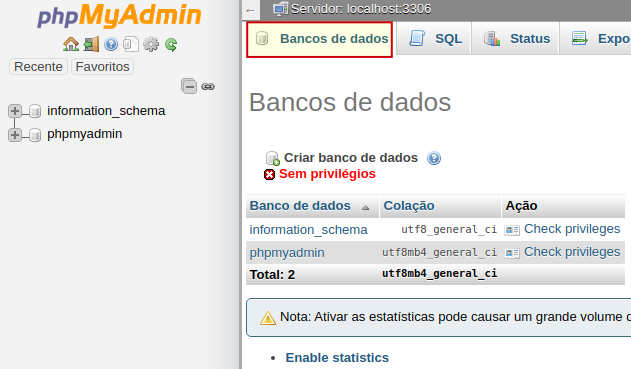 phpMyAdmin
Recente Favoritos
information_schema
phpmyadmin
← Servidor: localhost:3306
Bancos de dados SQL Status Expo
Bancos de dados
Criar banco de dados
Sem privilégios
Banco de dados Colação Ação
information_schema utf8_general_ci Check privileges
phpmyadmin utf8mb4_general_ci Check privileges
Total: 2 utf8mb4_general_ci
Nota: Ativar as estatísticas pode causar um grande volume d
• Enable statistics